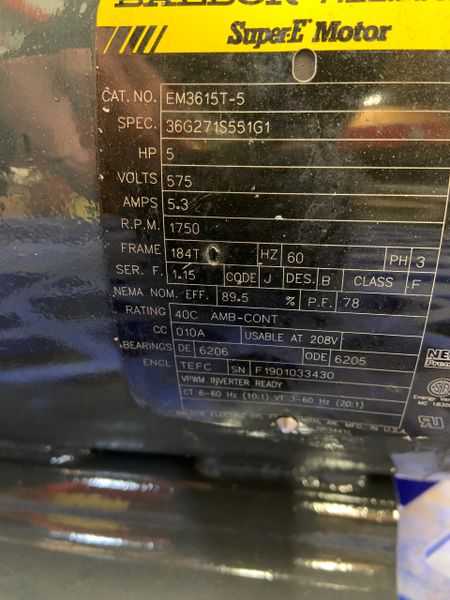 Super-E Motor
CAT. NO. EM3615T-5
SPEC. 36G271S551G1
HP 5
VOLTS 575
AMPS 5.3
R.P.M. 1750
FRAME 184T HZ 60 PH 3
SER. F. 1.15 CODE J DES. B CLASS F
NEMA NOM. EFF. 89.5 % P.F. 78
RATING 40C AMB-CONT
CC 010A USABLE AT 208V
BEARINGS DE 6206 ODE 6205
ENCL TEFC SN F1901033430
VPWM INVERTER READY
CT 6-60 Hz (10:1) VT 3-60 Hz (20:1)
MFG. IN U.S.A.